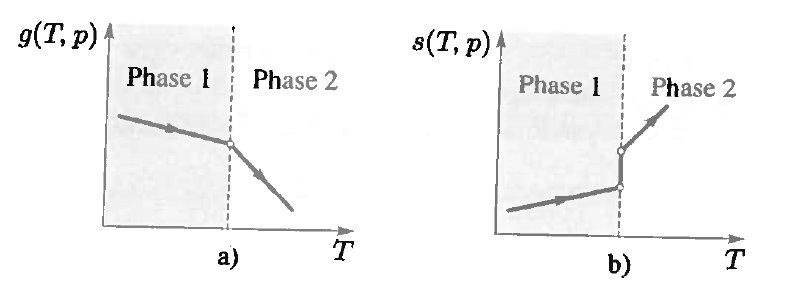 g(T, p)
Phase 1
Phase 2
T
a)
s(T, p)
Phase 1
Phase 2
T
b)